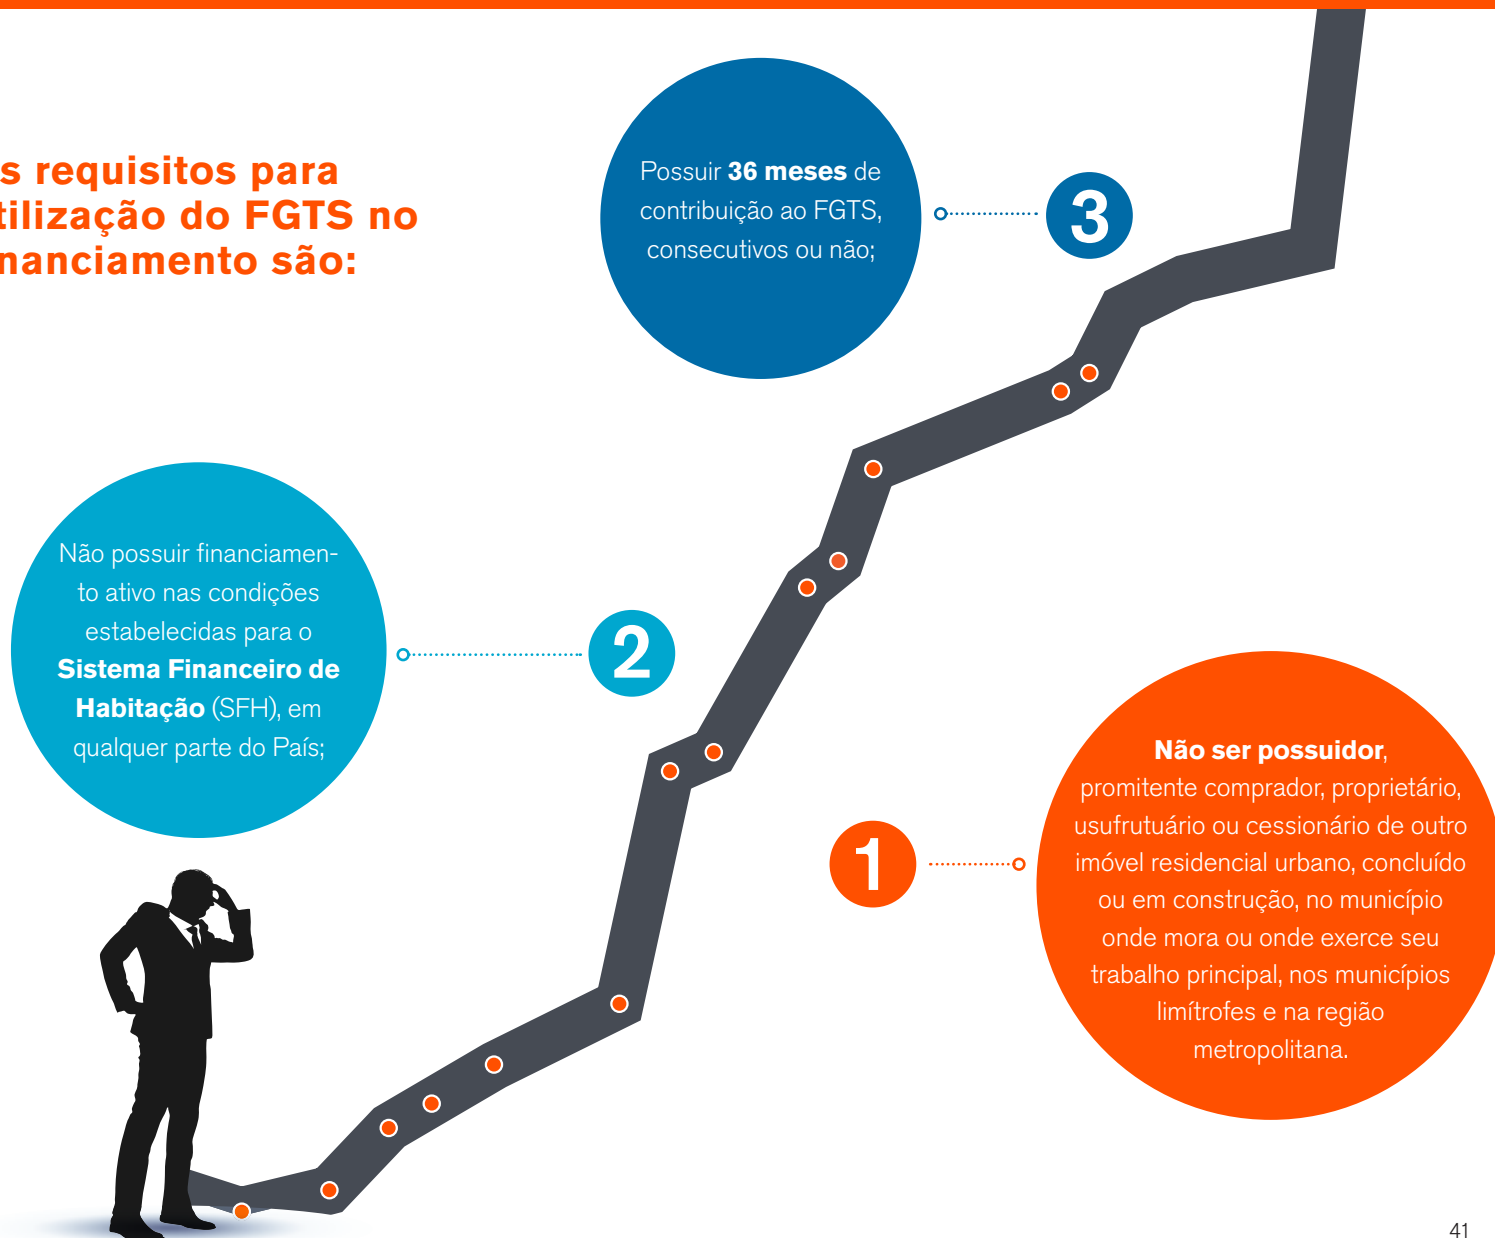 s requisitos para
tilização do FGTS no
nanciamento são:
Possuir 36 meses de
contribuição ao FGTS,
consecutivos ou não;
3
Não possuir financiamen-
to ativo nas condições
estabelecidas para o
Sistema Financeiro de
Habitação (SFH), em
qualquer parte do País;
2
1
Não ser possuidor,
promitente comprador, proprietário,
usufrutuário ou cessionário de outro
imóvel residencial urbano, concluído
ou em construção, no município
onde mora ou onde exerce seu
trabalho principal, nos municípios
limítrofes e na região
metropolitana.
41